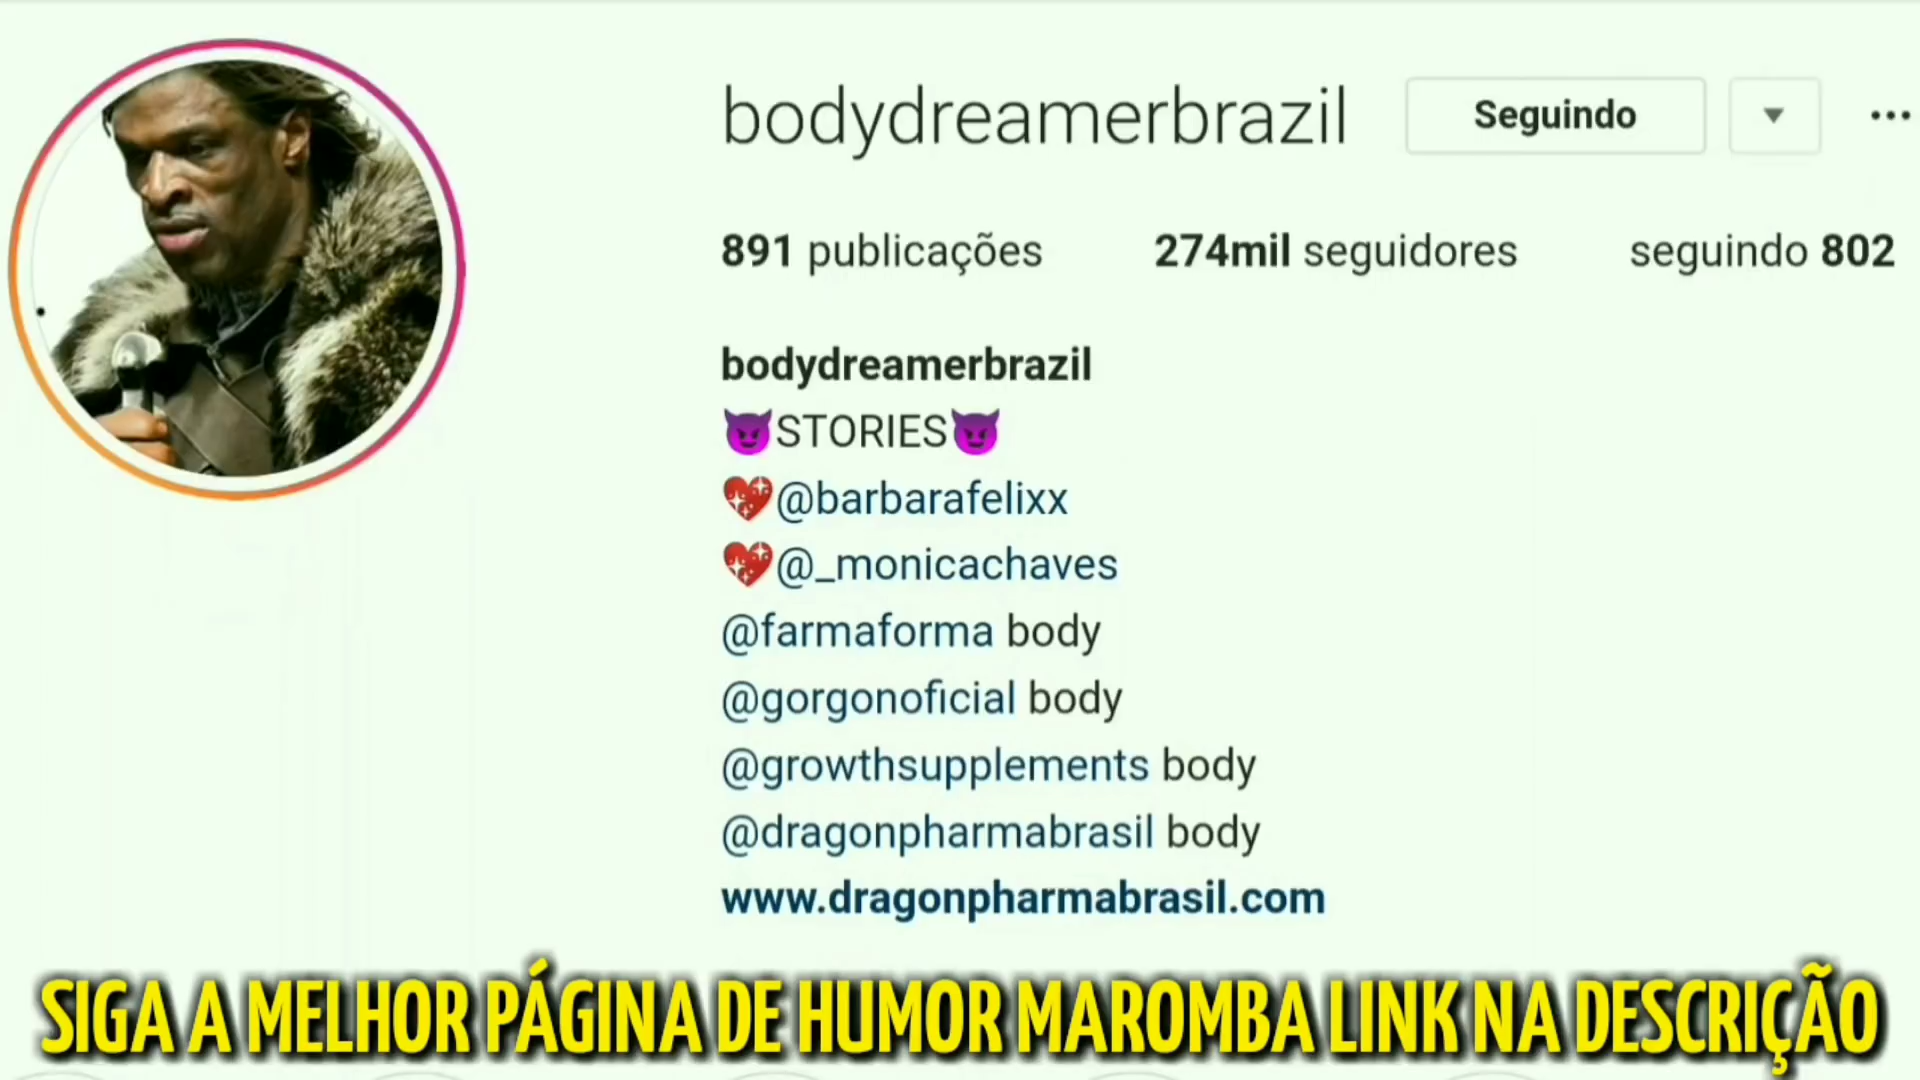 bodydreamerbrazil Seguindo
891 publicações 274mil seguidores seguindo 802
bodydreamerbrazil
😈STORIES😈
💖@barbarafelixx
💖@_monicachaves
@farmaforma body
@gorgonoficial body
@growthsupplements body
@dragonpharmabrasil body
www.dragonpharmabrasil.com
SIGA A MELHOR PÁGINA DE HUMOR MAROMBA LINK NA DESCRIÇÃO